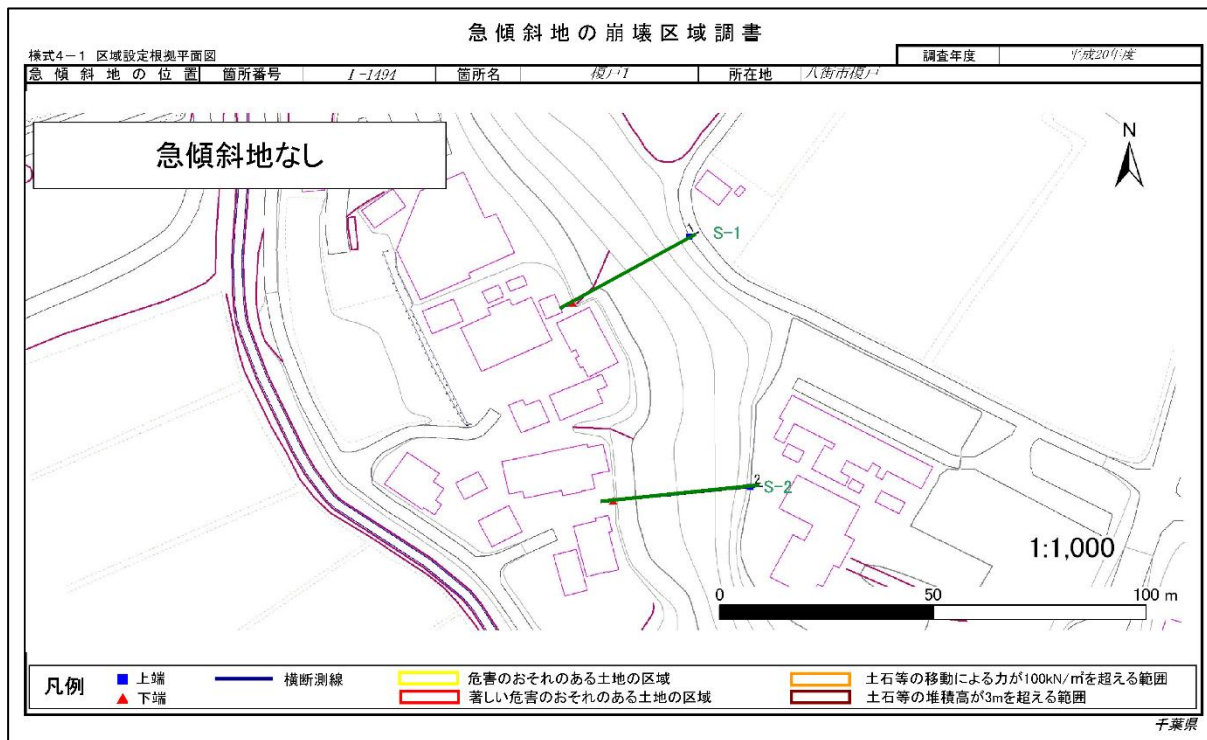 急傾斜地の崩壊区域調書
様式4-1 区域設定根拠平面図
調査年度 平成20年度
急傾斜地の位置 箇所番号 I-1494 箇所名 榎戸1 所在地 八街市榎戸
急傾斜地なし
N
1
S-1
2
S-2
1:1,000
0 50 100 m
凡例
上端 横断測線 危害のおそれのある土地の区域 土石等の移動による力が100kN/㎡を超える範囲
下端 著しい危害のおそれのある土地の区域 土石等の堆積高が3mを超える範囲
千葉県